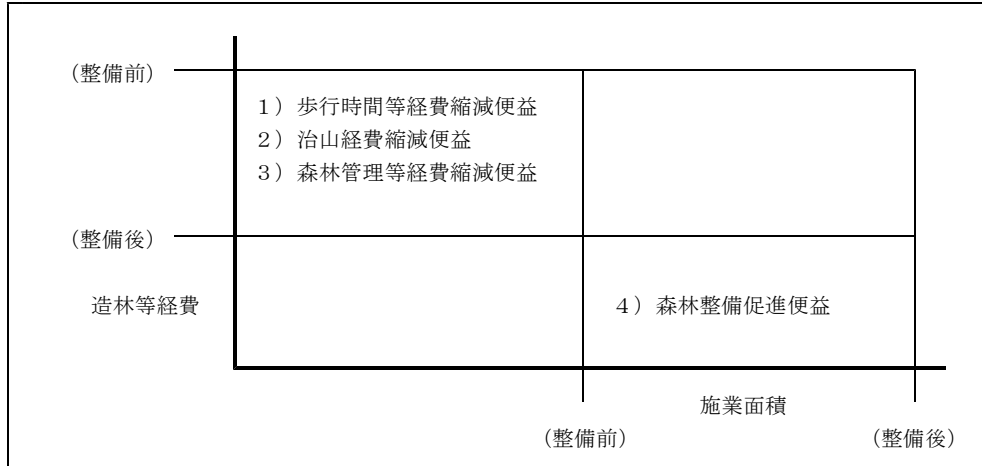 （整備前）
１）歩行時間等経費縮減便益
２）治山経費縮減便益
３）森林管理等経費縮減便益
（整備後）
造林等経費
４）森林整備促進便益
施業面積
（整備前）
（整備後）